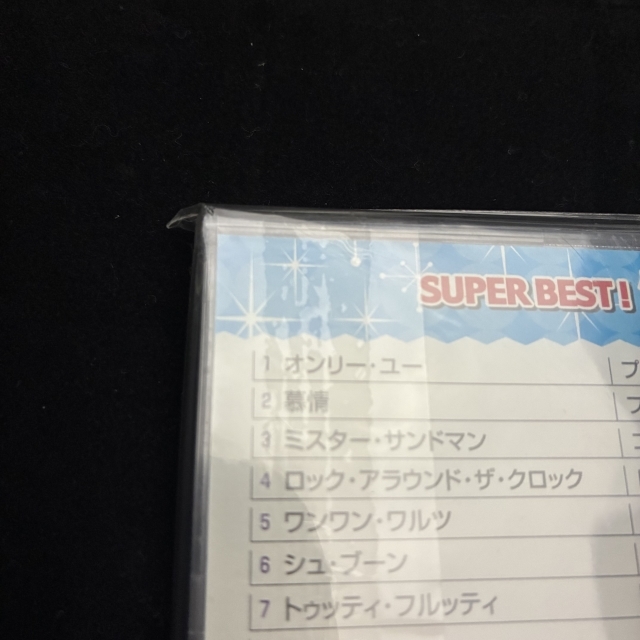 SUPER BEST!
1 オンリー・ユー
2 慕情
3 ミスター・サンドマン
4 ロック・アラウンド・ザ・クロック
5 ワンワン・ワルツ
6 シュ・ブーン
7 トゥッティ・フルッティ